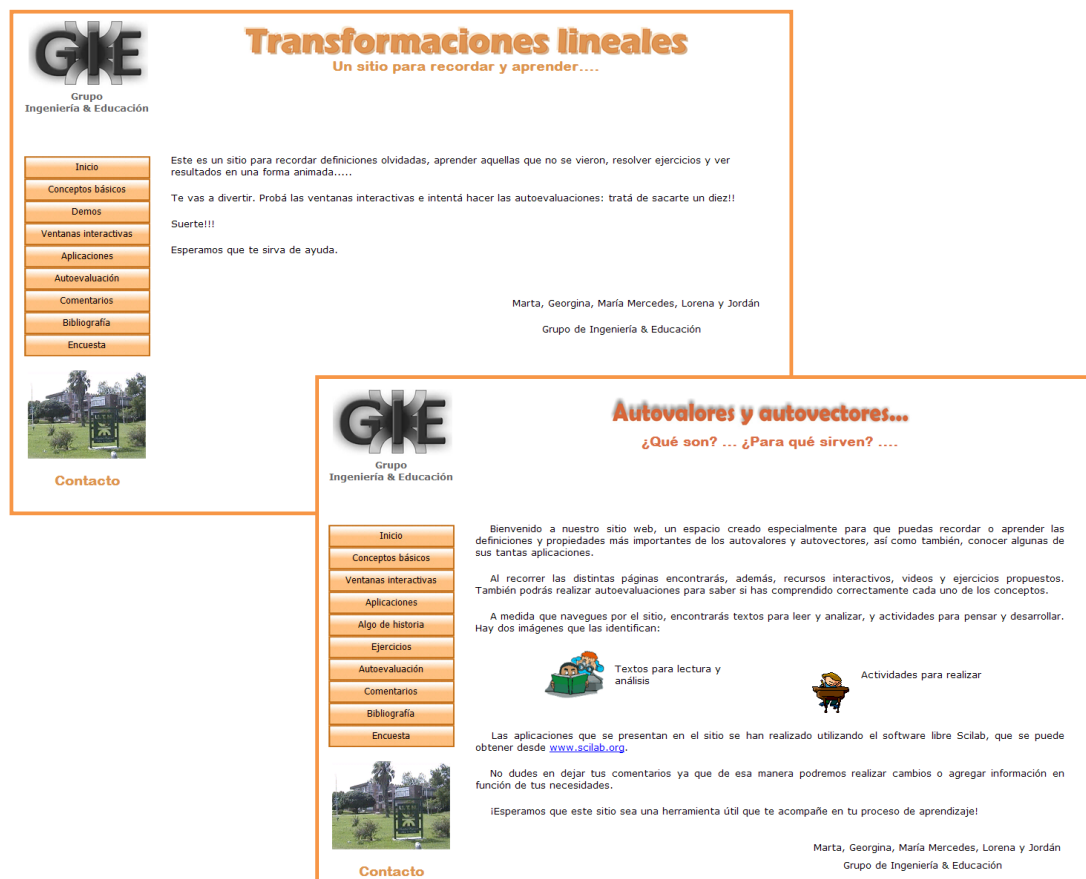 GIE
Grupo
Ingeniería & Educación
Transformaciones lineales
Un sitio para recordar y aprender....
Inicio
Conceptos básicos
Demos
Ventanas interactivas
Aplicaciones
Autoevaluación
Comentarios
Bibliografía
Encuesta
Contacto
Este es un sitio para recordar definiciones olvidadas, aprender aquellas que no se vieron, resolver ejercicios y ver
resultados en una forma animada.....
Te vas a divertir. Probá las ventanas interactivas e intentá hacer las autoevaluaciones: tratá de sacarte un diez!!
Suerte!!!
Esperamos que te sirva de ayuda.
Marta, Georgina, María Mercedes, Lorena y Jordán
Grupo de Ingeniería & Educación
GIE
Grupo
Ingeniería & Educación
Autovalores y autovectores...
¿Qué son? ... ¿Para qué sirven? ....
Inicio
Conceptos básicos
Ventanas interactivas
Aplicaciones
Algo de historia
Ejercicios
Autoevaluación
Comentarios
Bibliografía
Encuesta
Contacto
Bienvenido a nuestro sitio web, un espacio creado especialmente para que puedas recordar o aprender las
definiciones y propiedades más importantes de los autovalores y autovectores, así como también, conocer algunas de
sus tantas aplicaciones.
Al recorrer las distintas páginas encontrarás, además, recursos interactivos, videos y ejercicios propuestos.
También podrás realizar autoevaluaciones para saber si has comprendido correctamente cada uno de los conceptos.
A medida que navegues por el sitio, encontrarás textos para leer y analizar, y actividades para pensar y desarrollar.
Hay dos imágenes que las identifican:
Textos para lectura y
análisis
Actividades para realizar
Las aplicaciones que se presentan en el sitio se han realizado utilizando el software libre Scilab, que se puede
obtener desde www.scilab.org.
No dudes en dejar tus comentarios ya que de esa manera podremos realizar cambios o agregar información en
función de tus necesidades.
¡Esperamos que este sitio sea una herramienta útil que te acompañe en tu proceso de aprendizaje!
Marta, Georgina, María Mercedes, Lorena y Jordán
Grupo de Ingeniería & Educación